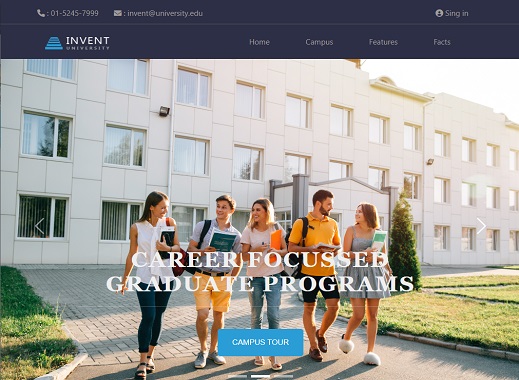 : 01-5245-7999
: invent@university.edu
Sing in
INVENT
UNIVERSITY
Home
Campus
Features
Facts
CAREER FOCUSSED
GRADUATE PROGRAMS
CAMPUS TOUR